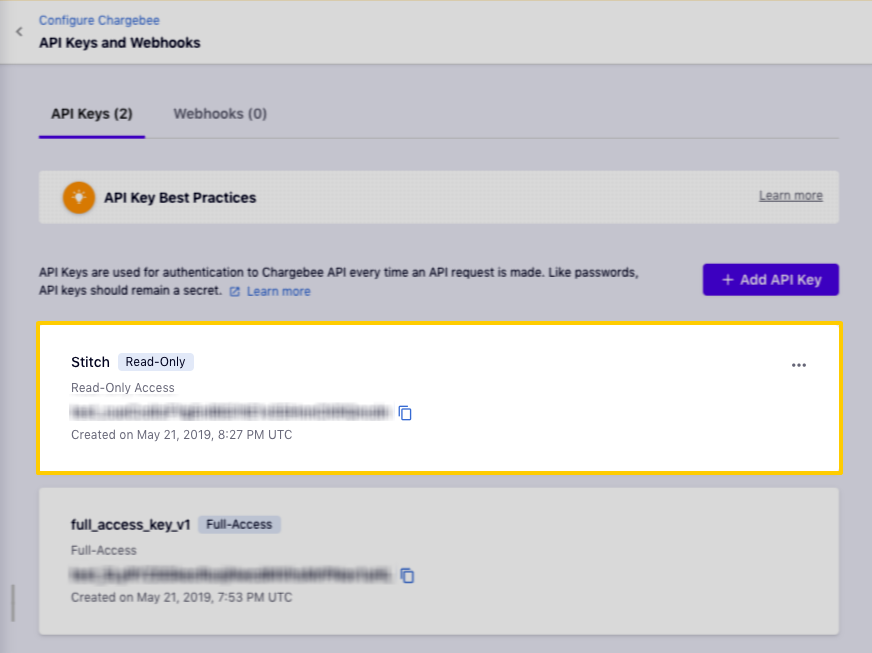 Configure Chargebee
API Keys and Webhooks
API Keys (2)
Webhooks (0)
API Key Best Practices
Learn more
API Keys are used for authentication to Chargebee API every time an API request is made. Like passwords,
API keys should remain a secret. Learn more
+ Add API Key
Stitch Read-Only
Read-Only Access
Created on May 21, 2019, 8:27 PM UTC
full_access_key_v1 Full-Access
Full-Access
Created on May 21, 2019, 7:53 PM UTC